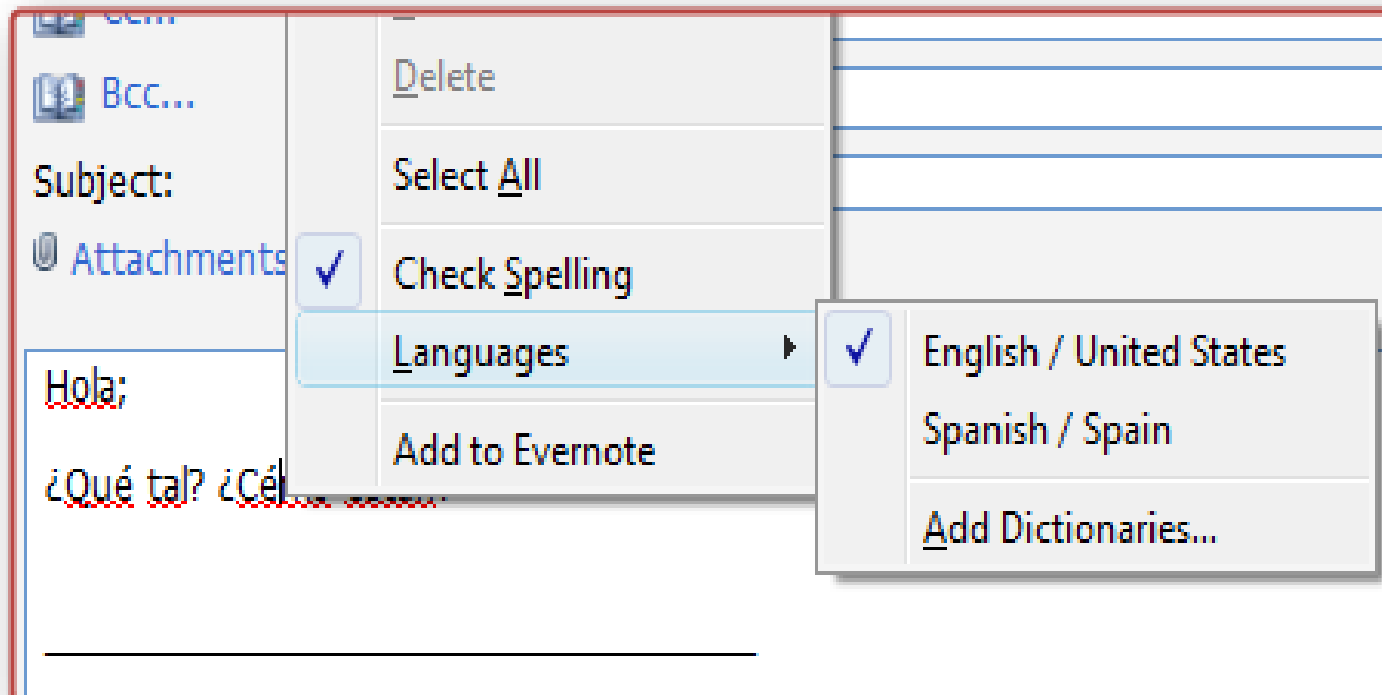 Bcc...
Delete
Subject:
Select All
Attachments
Check Spelling
Languages
English / United States
Spanish / Spain
Add to Evernote
Add Dictionaries...
Hola;
¿Qué tal? ¿Cé